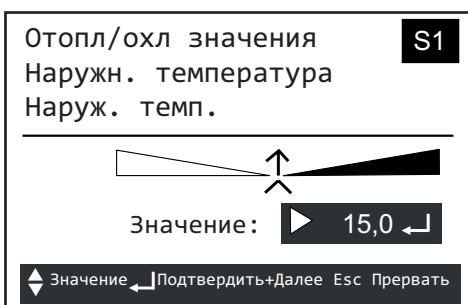 Отопл/охл значения S1
Наружн. температура
Наруж. темп.
Значение: 15,0
Значение Подтвердить+Далее Esc Прервать